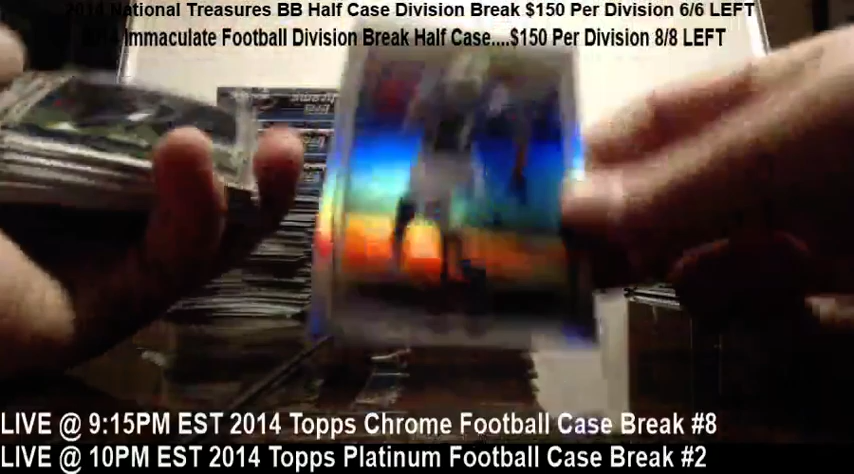 2014 National Treasures BB Half Case Division Break $150 Per Division 6/6 LEFT
Immaculate Football Division Break Half Case....$150 Per Division 8/8 LEFT
LIVE @ 9:15PM EST 2014 Topps Chrome Football Case Break #8
LIVE @ 10PM EST 2014 Topps Platinum Football Case Break #2